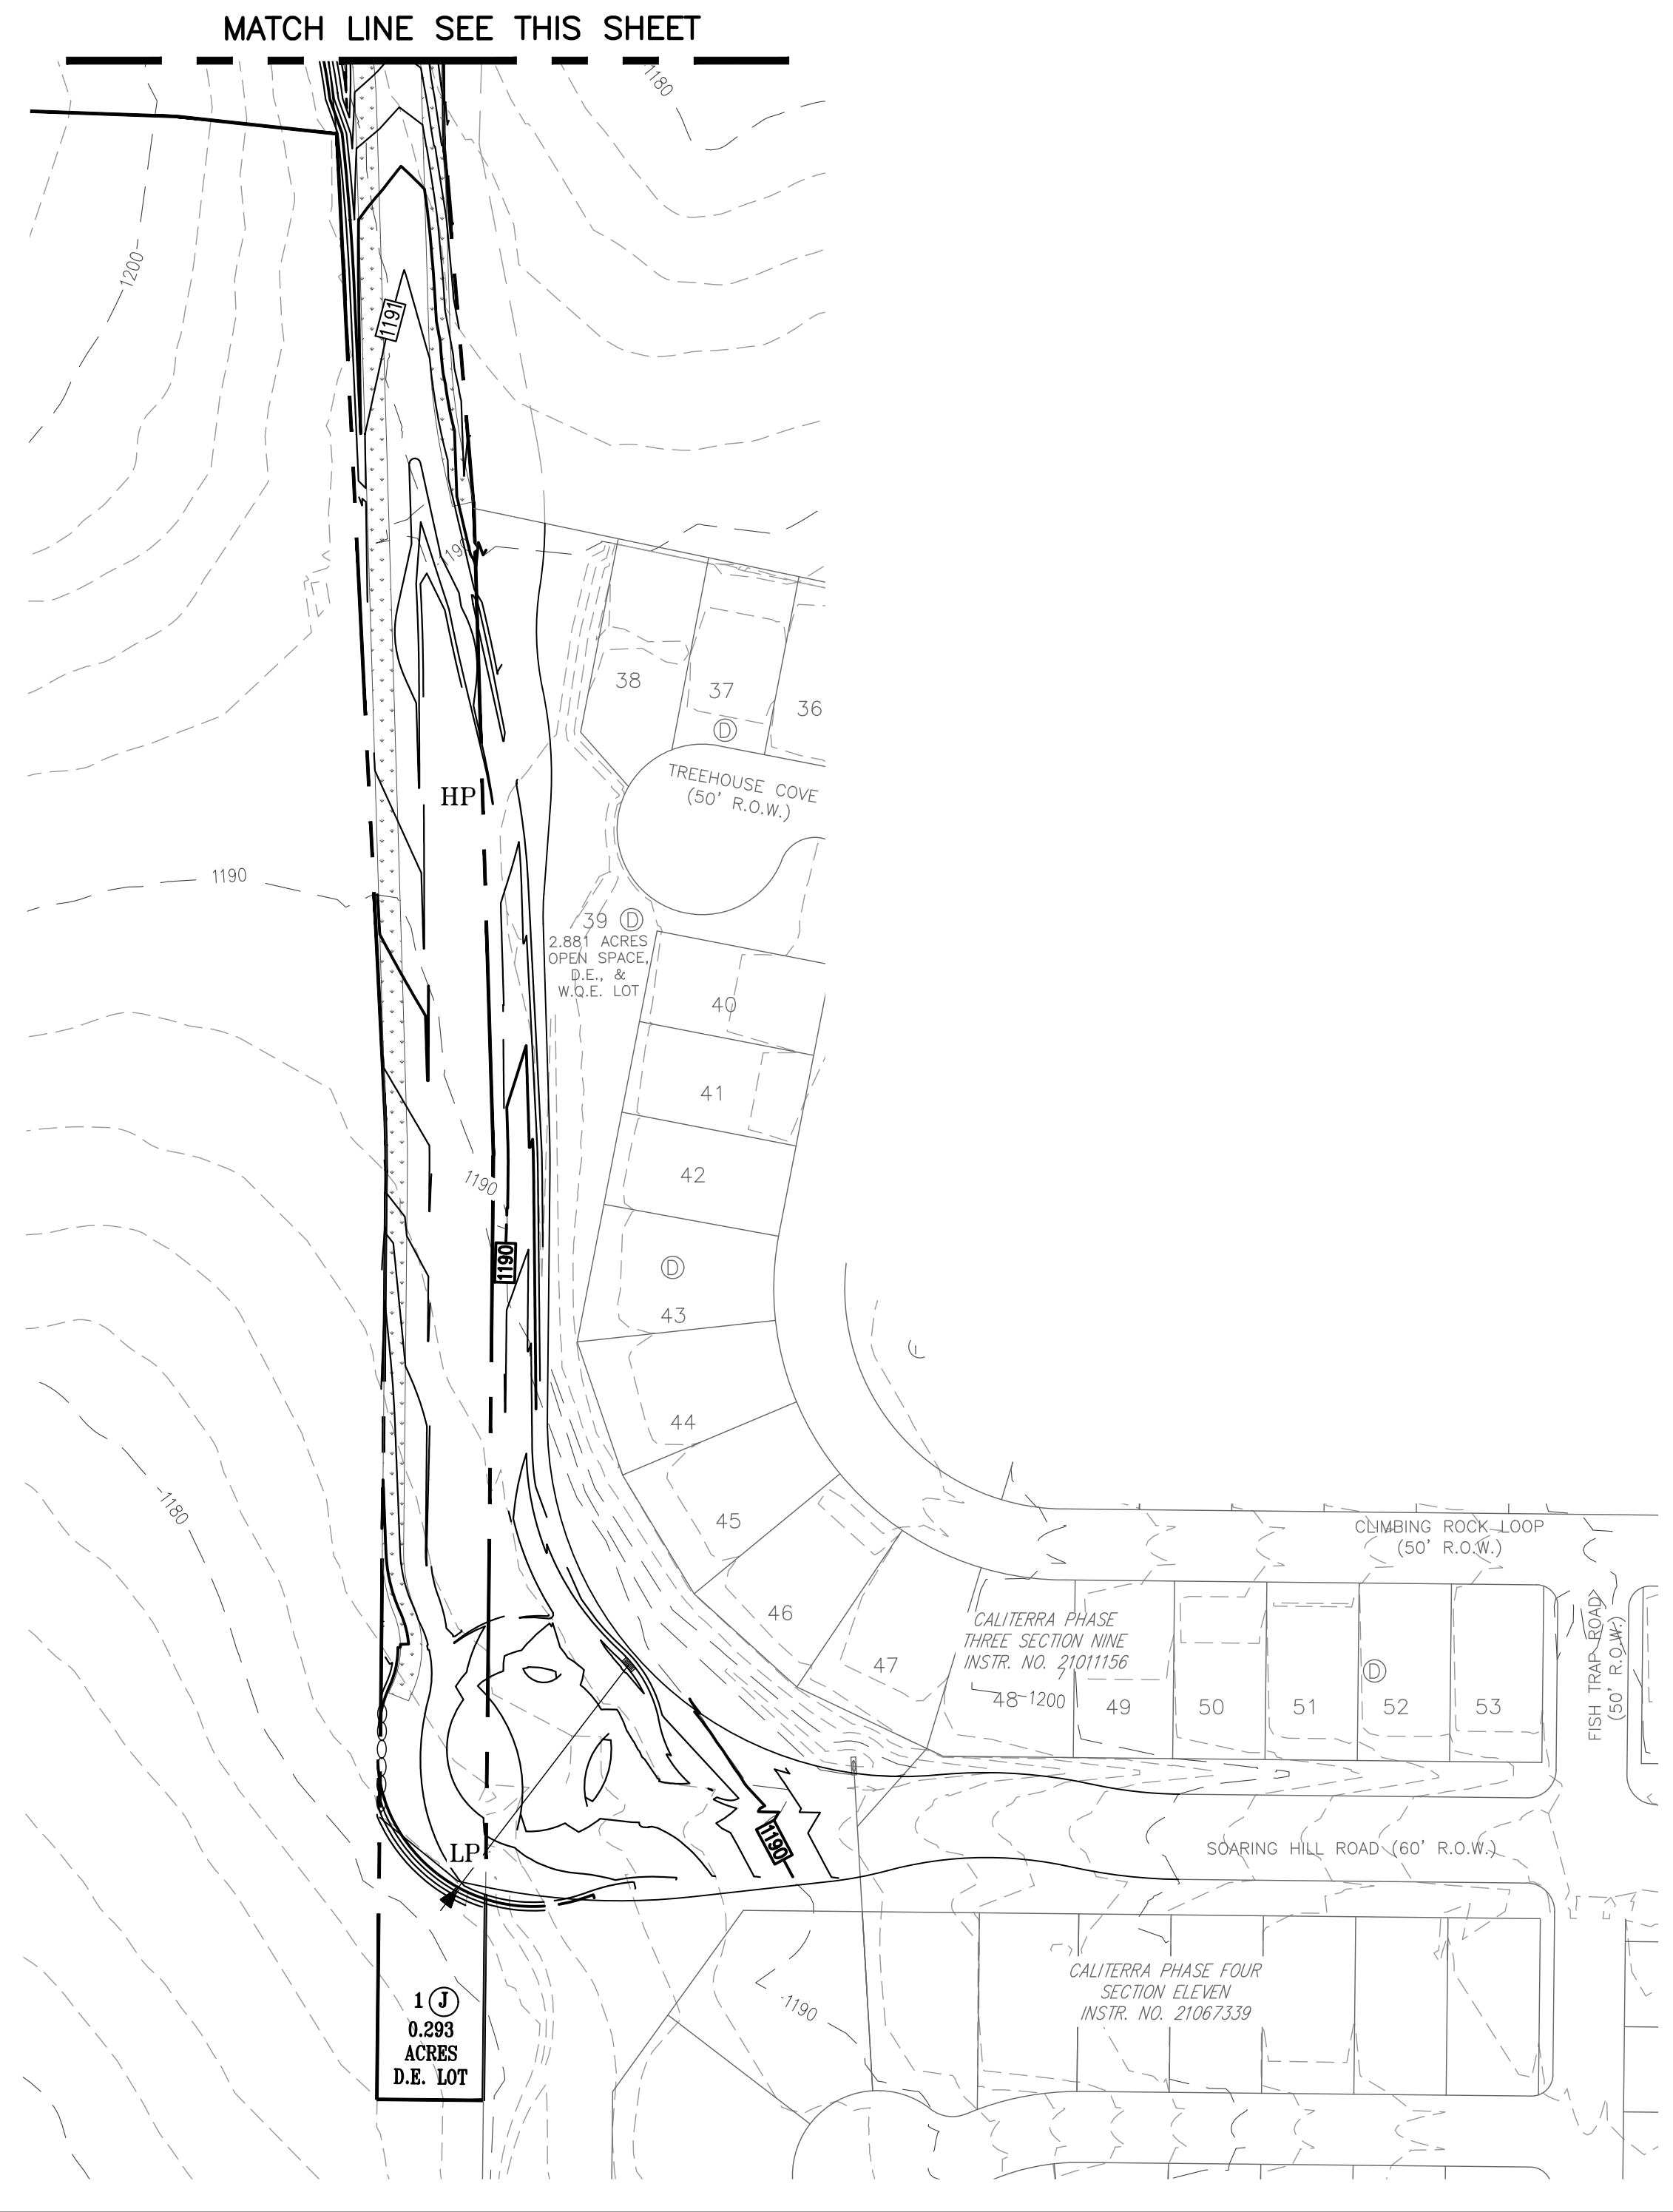 MATCH LINE SEE THIS SHEET
1180
1200
1191
38
37
36
D
TREEHOUSE COVE
(50' R.O.W.)
HP
1190
39 D
2.881 ACRES
OPEN SPACE,
D.E., &
W.Q.E. LOT
40
41
42
1190
1190
D
43
44
45
46
47
1180
CLIMBING ROCK LOOP
(50' R.O.W.)
CALITERRA PHASE
THREE SECTION NINE
INSTR. NO. 21011156
48
1200
49
50
51
D
52
53
FISH TRAP ROAD
(50' R.O.W.)
LP
1190
SOARING HILL ROAD (60' R.O.W.)
CALITERRA PHASE FOUR
SECTION ELEVEN
INSTR. NO. 21067339
1190
1 J
0.293
ACRES
D.E. LOT